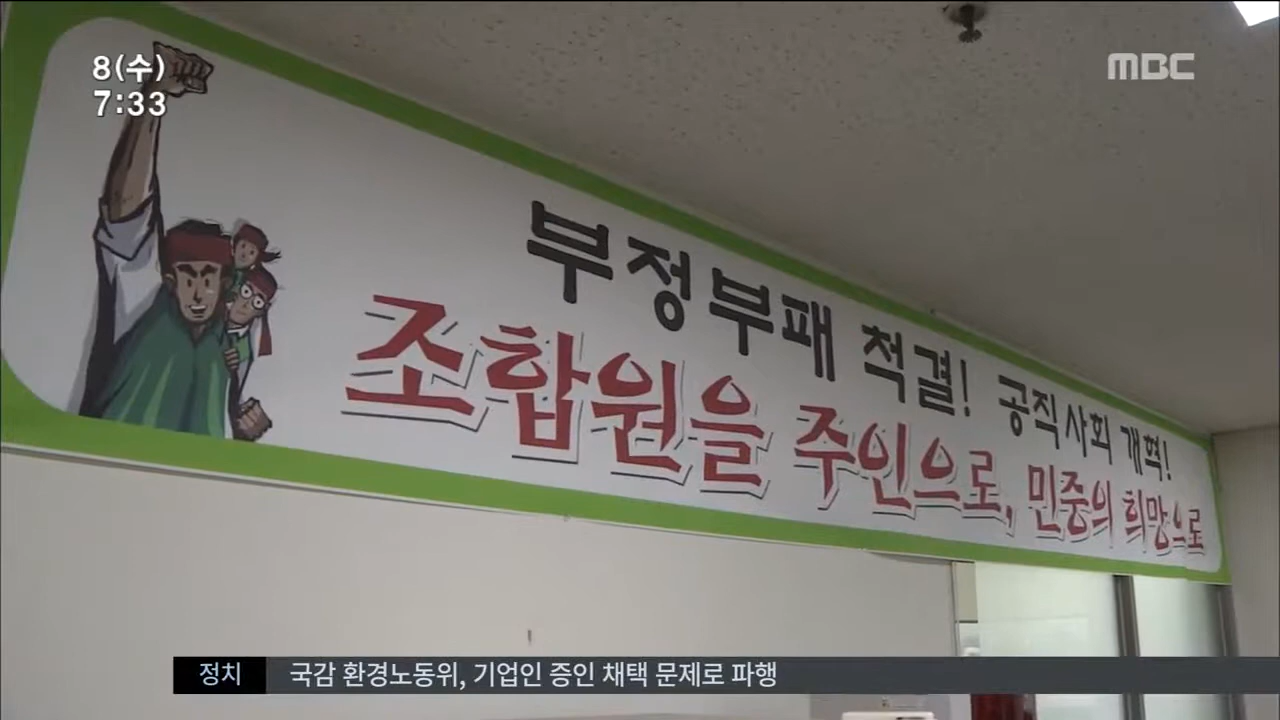 8(수)
7:33
MBC
부정부패 척결! 공직사회 개혁!
조합원을 주인으로, 민중의 희망으로
정치
국감 환경노동위, 기업인 증인 채택 문제로 파행